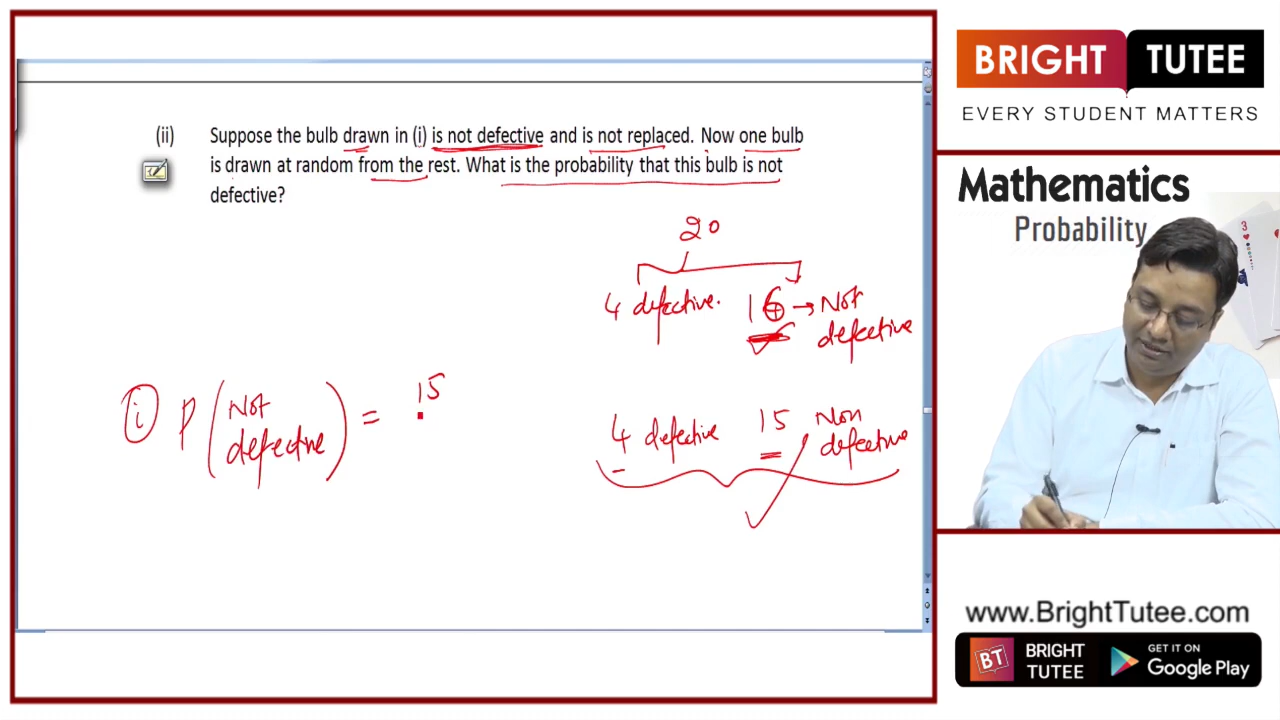 (ii) Suppose the bulb drawn in (i) is not defective and is not replaced. Now one bulb
is drawn at random from the rest. What is the probability that this bulb is not
defective?
20
4 defective. 16 → Not
defective
4 defective 15 Non
defective
(i) P (Not
defective) = 15
BRIGHT TUTEE
EVERY STUDENT MATTERS
Mathematics
Probability
3
www.BrightTutee.com
BT BRIGHT
TUTEE
GET IT ON
Google Play